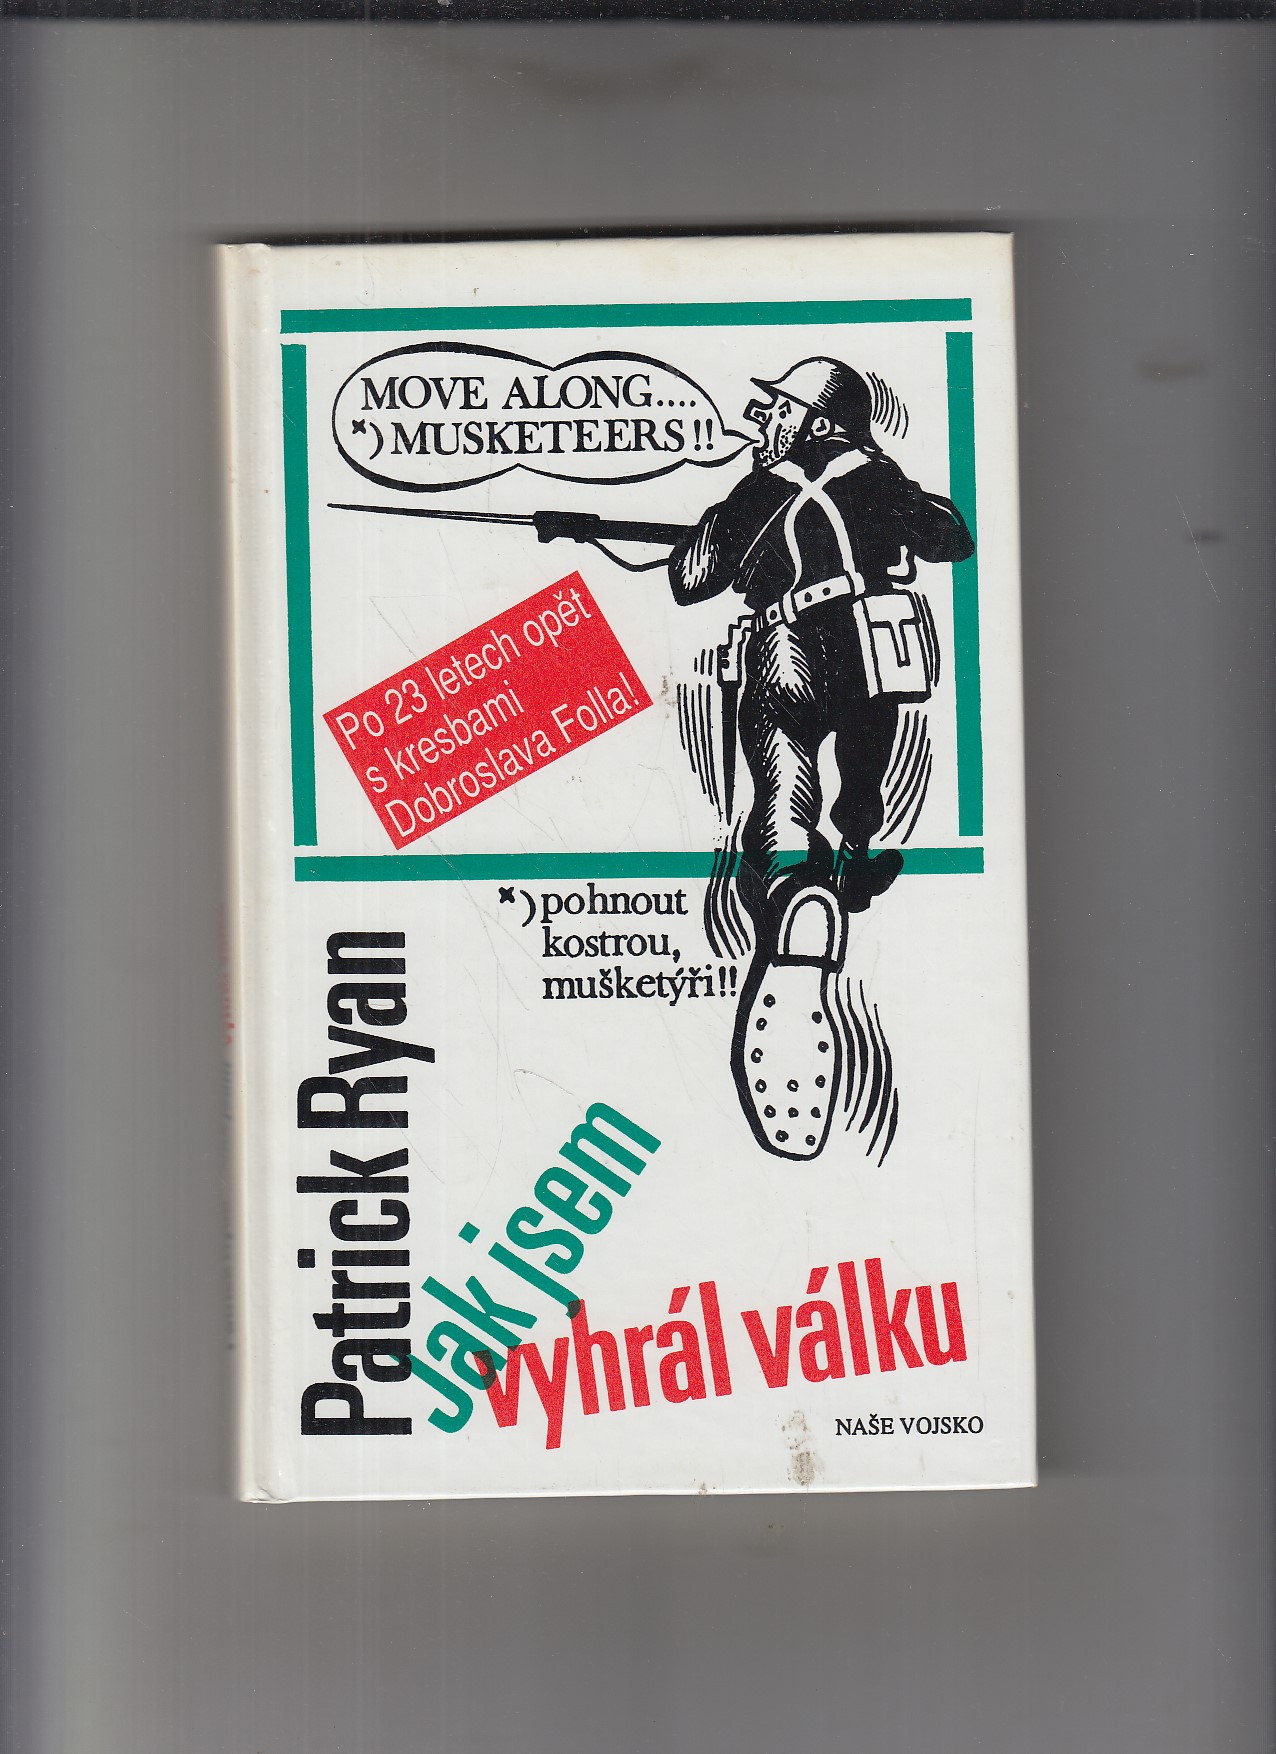 MOVE ALONG....
×) MUSKETEERS!!
Po 23 letech opět
s kresbami
Dobroslava Folla!
×) pohnout
kostrou,
mušketýři!!
Patrick Ryan
Jak jsem
vyhrál válku
NAŠE VOJSKO